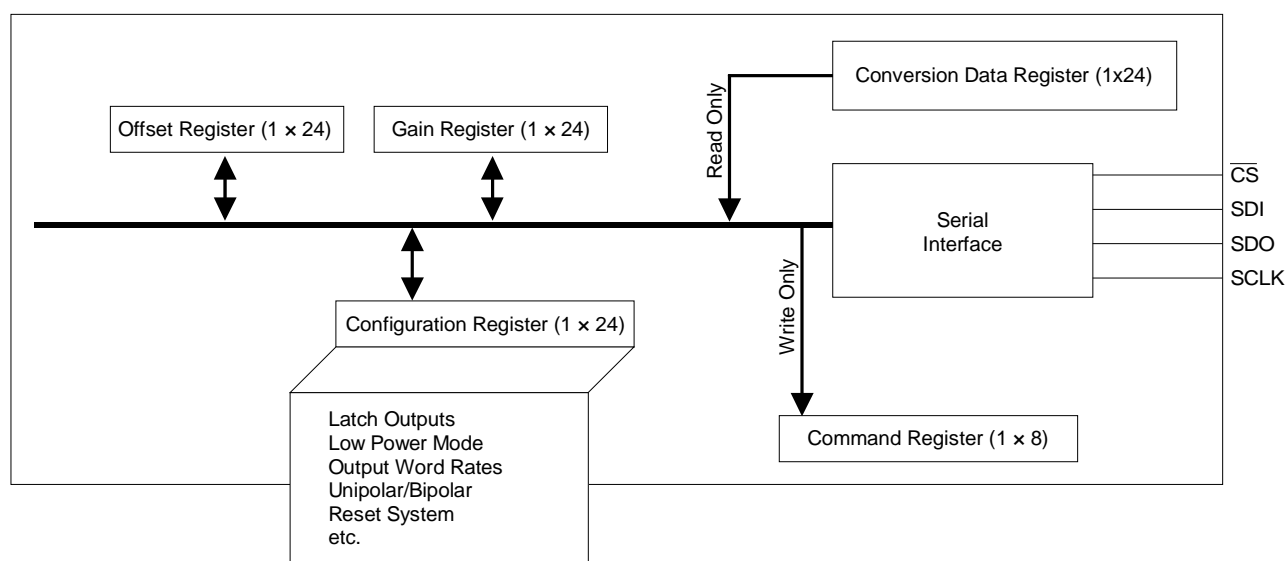 Conversion Data Register (1x24)
Offset Register (1 × 24)
Gain Register (1 × 24)
Read Only
Serial
Interface
CS
SDI
SDO
SCLK
Write Only
Configuration Register (1 × 24)
Latch Outputs
Low Power Mode
Output Word Rates
Unipolar/Bipolar
Reset System
etc.
Command Register (1 × 8)